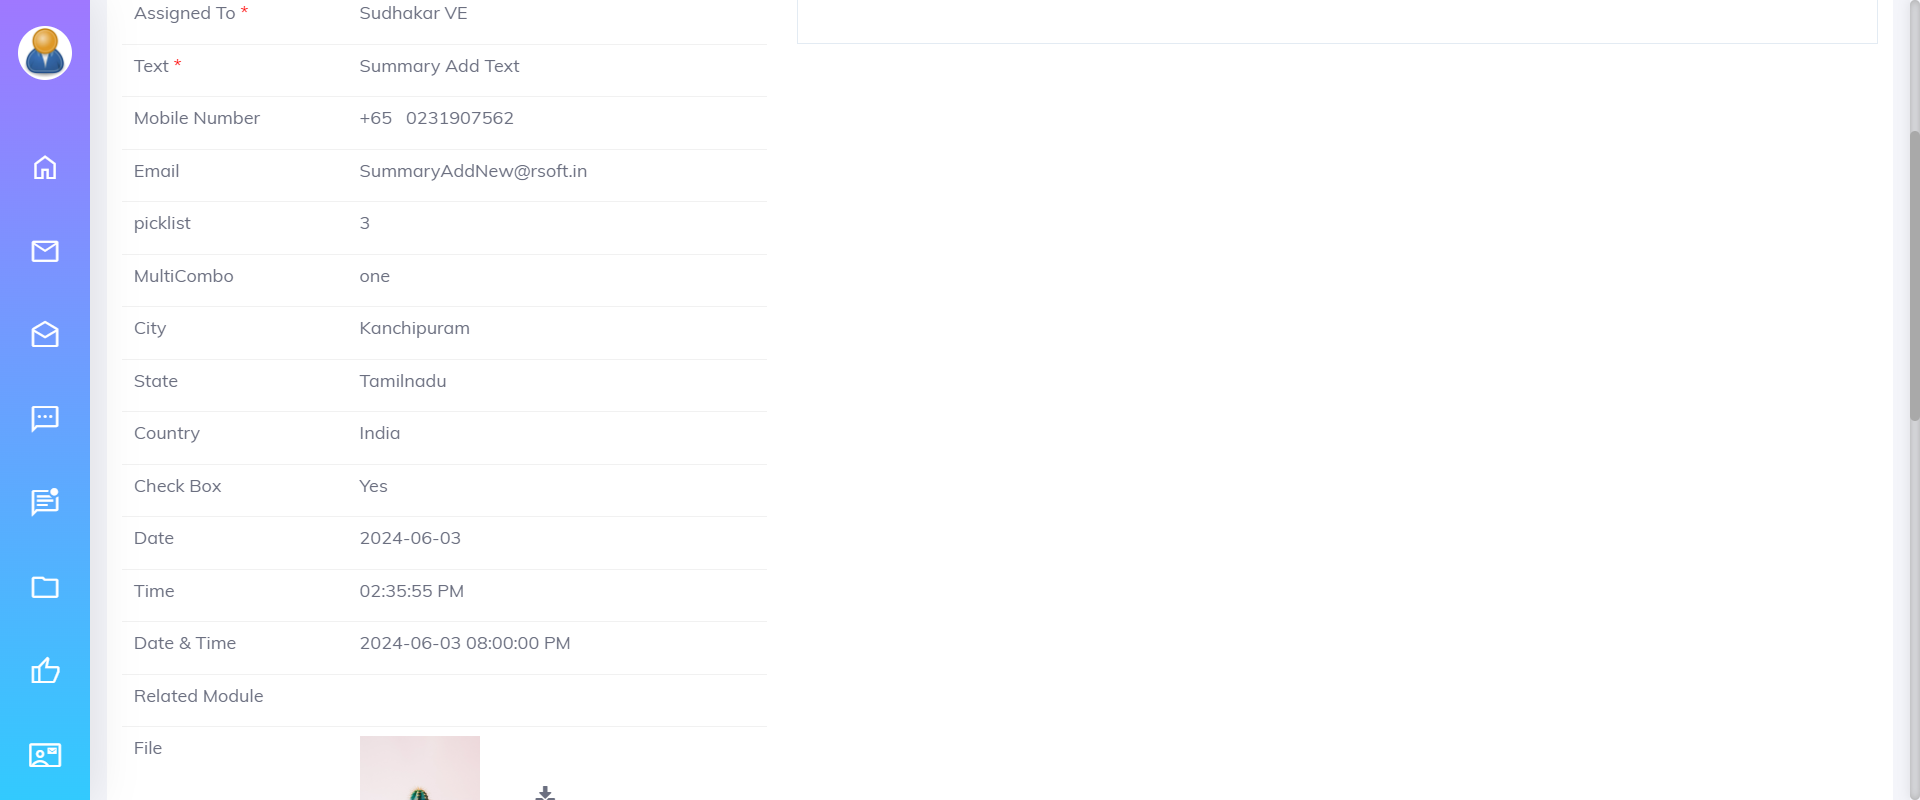 Assigned To * Sudhakar VE
Text * Summary Add Text
Mobile Number +65 0231907562
Email SummaryAddNew@rsoft.in
picklist 3
MultiCombo one
City Kanchipuram
State Tamilnadu
Country India
Check Box Yes
Date 2024-06-03
Time 02:35:55 PM
Date & Time 2024-06-03 08:00:00 PM
Related Module
File